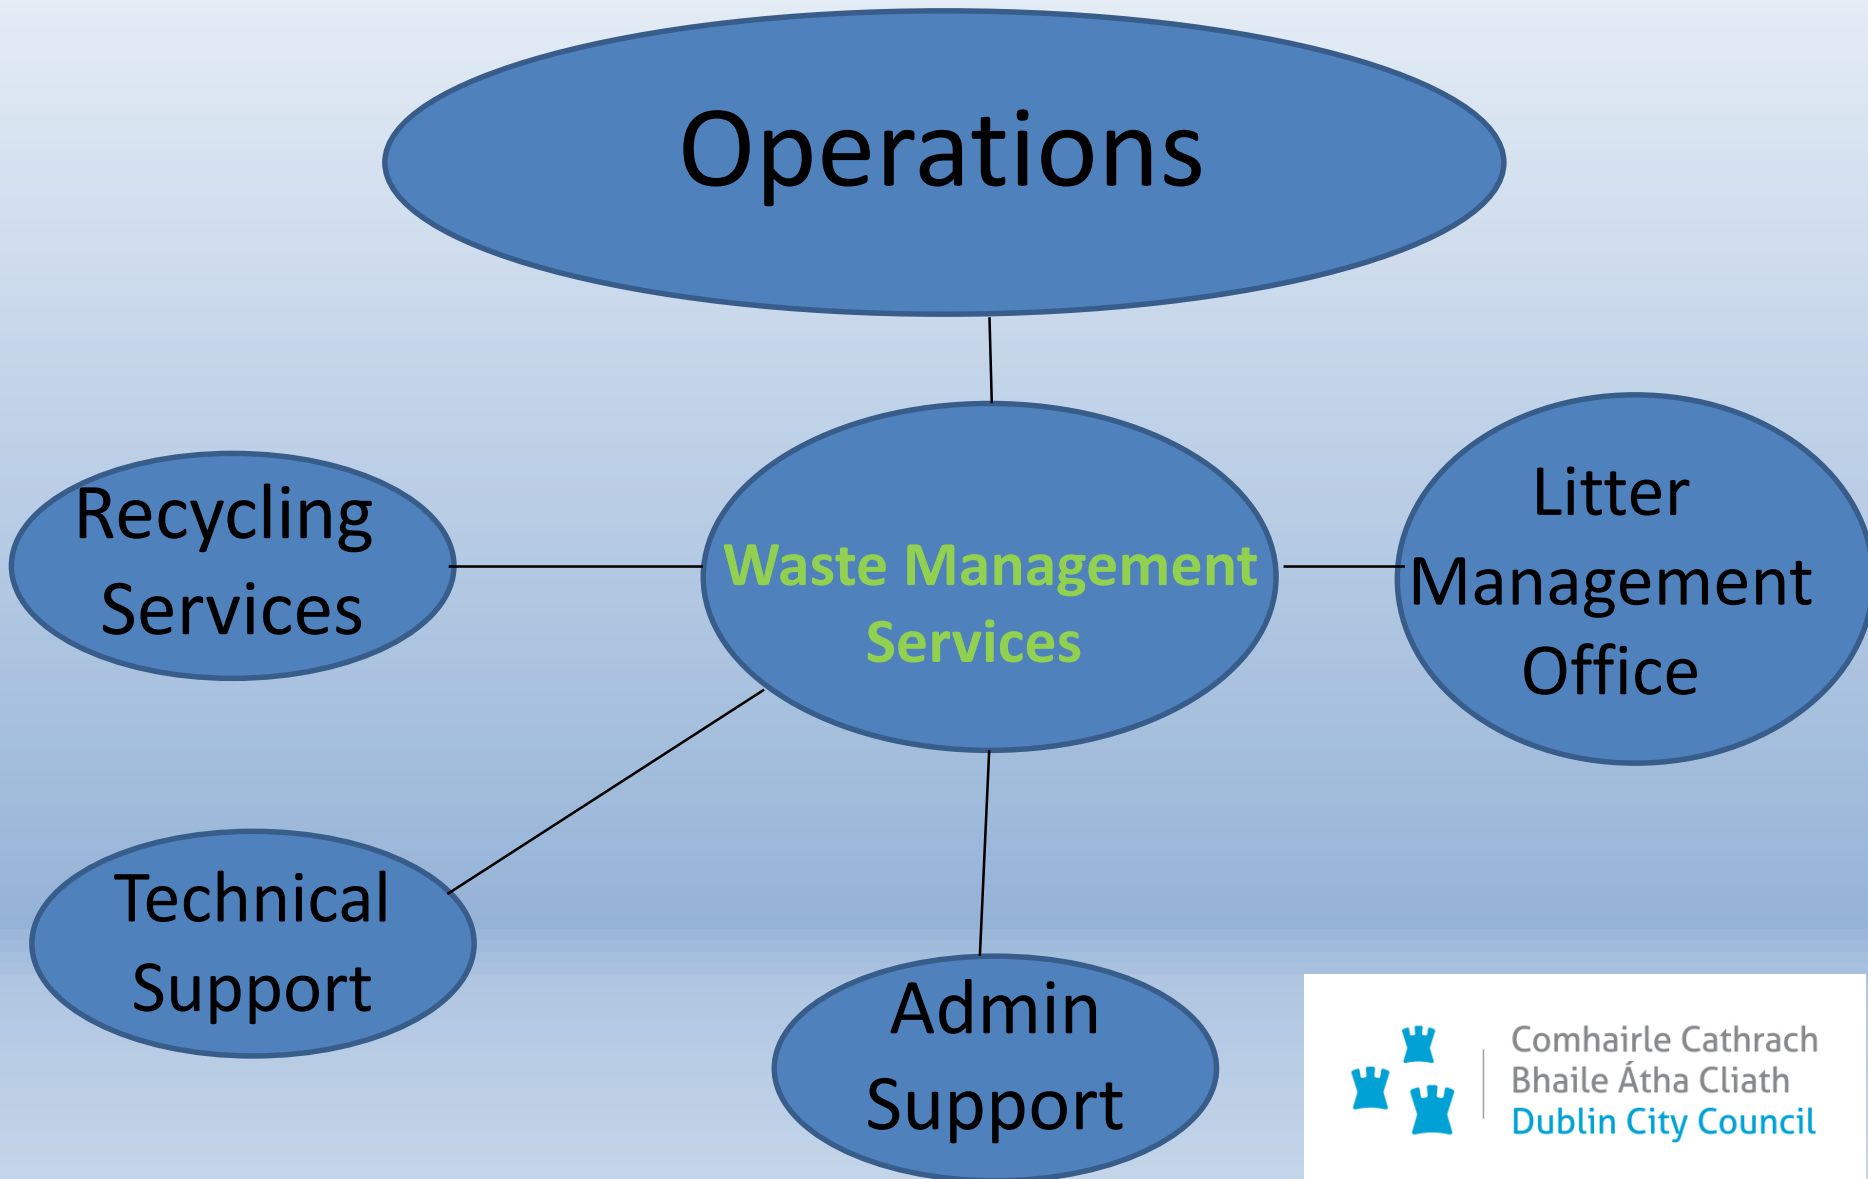 Operations
Recycling
Services
Waste Management
Services
Litter
Management
Office
Technical
Support
Admin
Support
Comhairle Cathrach
Bhaile Átha Cliath
Dublin City Council